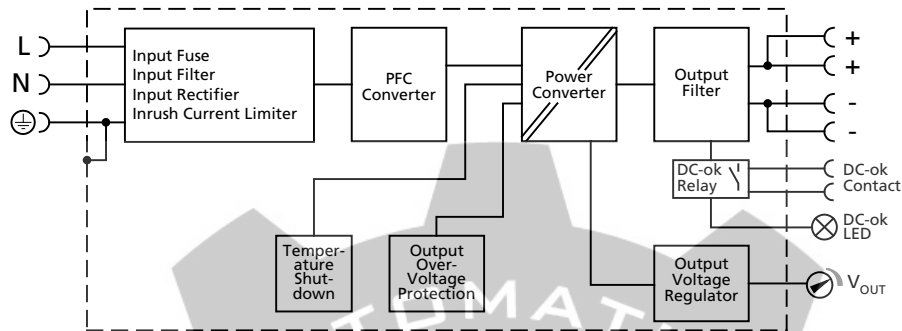 L
N
Input Fuse
Input Filter
Input Rectifier
Inrush Current Limiter
PFC
Converter
Power
Converter
Output
Filter
+
+
-
-
DC-ok
Relay
DC-ok
Contact
DC-ok
LED
Temper-
ature
Shut-
down
Output
Over-
Voltage
Protection
Output
Voltage
Regulator
VOUT
TOMAT